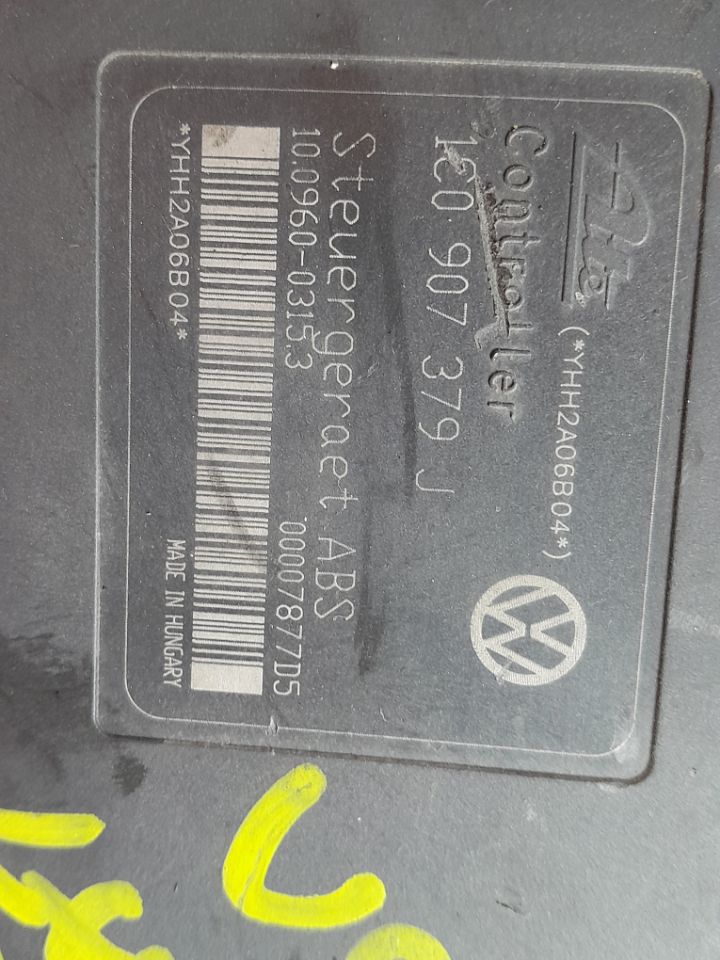 Ate (*YHH2A06B04*)
Controller
1C0 907 379 J
Steuergeraet ABS
10.0960-0315.3 00007877D5
*YHH2A06B04*
MADE IN HUNGARY